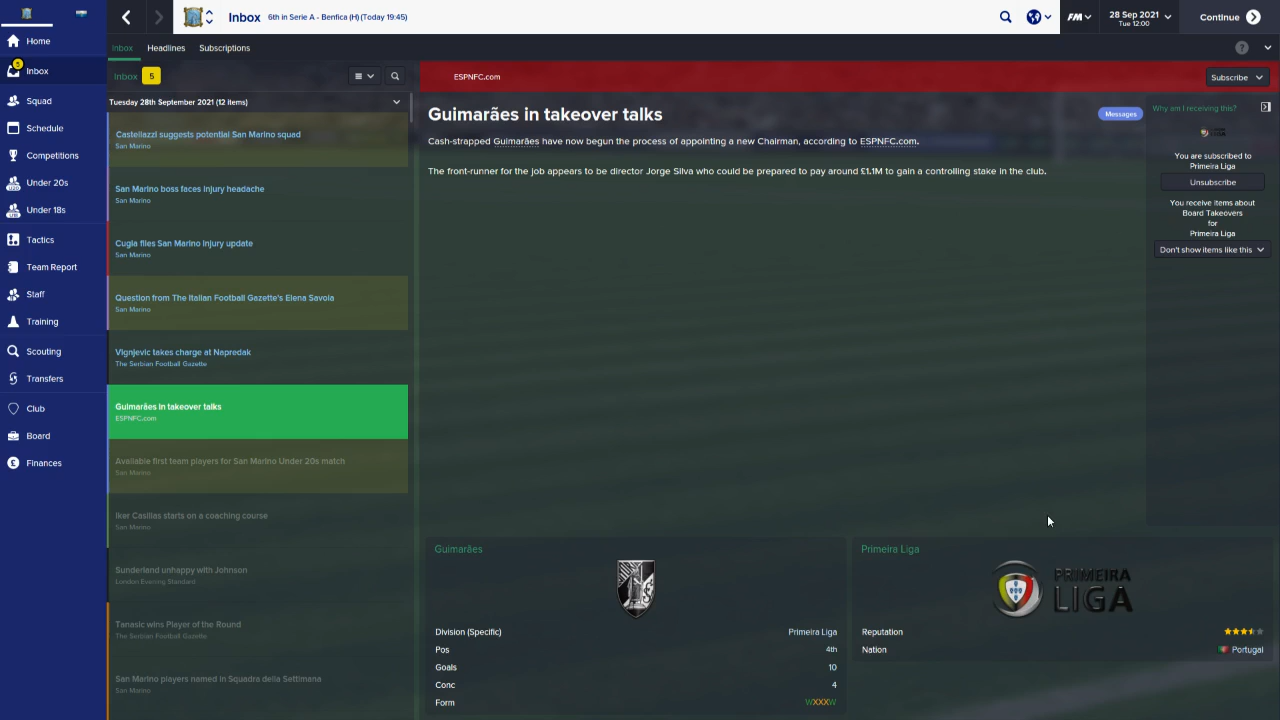 Inbox
6th in Serie A - Benfica (H) (Today 19:45)
FM
28 Sep 2021
Tue 12:00
Continue
Home
5
Inbox
Squad
Schedule
Competitions
Under 20s
Under 18s
Tactics
Team Report
Staff
Training
Scouting
Transfers
Club
Board
Finances
Inbox
Headlines
Subscriptions
Inbox 5
Tuesday 28th September 2021 (12 items)
Castellazzi suggests potential San Marino squad
San Marino
San Marino boss faces injury headache
San Marino
Cugia files San Marino injury update
San Marino
Question from The Italian Football Gazette's Elena Savoia
San Marino
Vignjevic takes charge at Napredak
The Serbian Football Gazette
Guimarães in takeover talks
ESPNFC.com
Available first team players for San Marino Under 20s match
San Marino
Iker Casillas starts on a coaching course
San Marino
Sunderland unhappy with Johnson
London Evening Standard
Tanasic wins Player of the Round
The Serbian Football Gazette
San Marino players named in Squadra della Settimana
San Marino
ESPNFC.com
Subscribe
Guimarães in takeover talks
Messages
Cash-strapped Guimarães have now begun the process of appointing a new Chairman, according to ESPNFC.com.
The front-runner for the job appears to be director Jorge Silva who could be prepared to pay around £1.1M to gain a controlling stake in the club.
Why am I receiving this?
You are subscribed to
Primeira Liga
Unsubscribe
You receive items about
Board Takeovers
for
Primeira Liga
Don't show items like this
Guimarães
Division (Specific) Primeira Liga
Pos 4th
Goals 10
Conc 4
Form WXXXW
Primeira Liga
PRIMEIRA
LIGA
Reputation
Nation Portugal